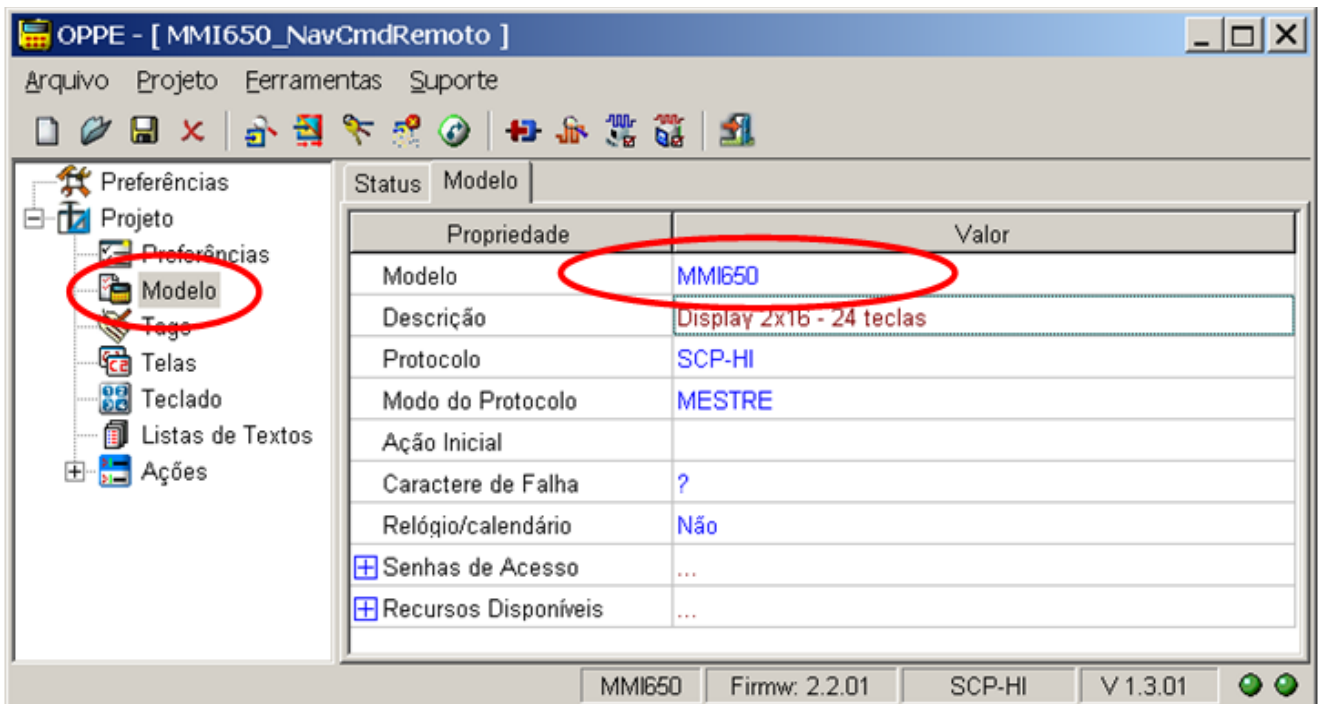 OPPE - [ MMI650_NavCmdRemoto ]
Arquivo Projeto Ferramentas Suporte
Preferências
Projeto
Preferências
Modelo
Tags
Telas
Teclado
Listas de Textos
Ações
Status Modelo
Propriedade Valor
Modelo MMI650
Descrição Display 2x16 - 24 teclas
Protocolo SCP-HI
Modo do Protocolo MESTRE
Ação Inicial
Caractere de Falha ?
Relógio/calendário Não
Senhas de Acesso ...
Recursos Disponíveis ...
MMI650 Firmw: 2.2.01 SCP-HI V 1.3.01